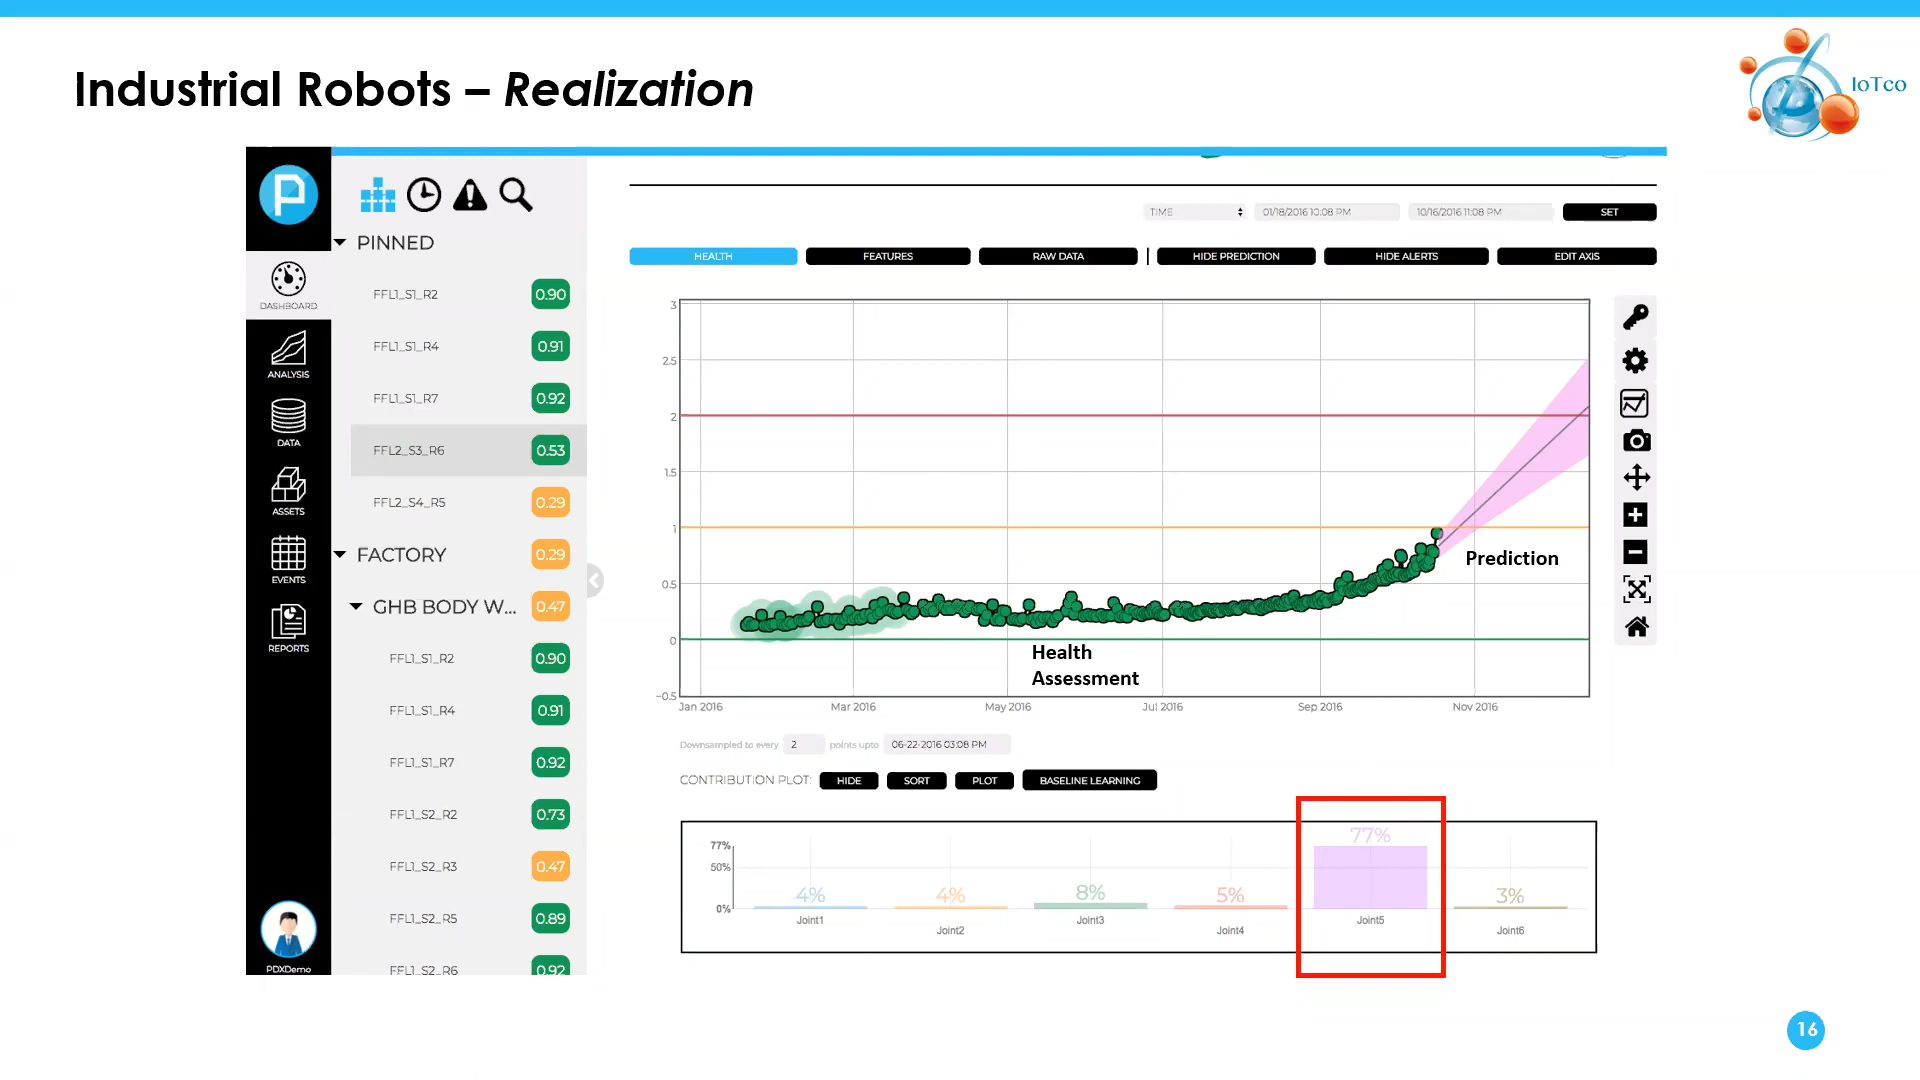 Industrial Robots – Realization
IoTco
P
DASHBOARD
ANALYSIS
DATA
ASSETS
EVENTS
REPORTS
PDXDemo
PINNED
FFL1_S1_R2 0.90
FFL1_S1_R4 0.91
FFL1_S1_R7 0.92
FFL2_S3_R6 0.53
FFL2_S4_R5 0.29
FACTORY 0.29
GHB BODY W... 0.47
FFL1_S1_R2 0.90
FFL1_S1_R4 0.91
FFL1_S1_R7 0.92
FFL1_S2_R2 0.73
FFL1_S2_R3 0.47
FFL1_S2_R5 0.89
FFL1_S2_R6 0.92
TIME 01/18/2016 10:08 PM 10/16/2016 11:08 PM SET
HEALTH FEATURES RAW DATA HIDE PREDICTION HIDE ALERTS EDIT AXIS
3
2.5
2
1.5
1
0.5
0
−0.5
Prediction
Health
Assessment
Jan 2016 Mar 2016 May 2016 Jul 2016 Sep 2016 Nov 2016
Downsampled to every 2 points upto 06-22-2016 03:08 PM
CONTRIBUTION PLOT: HIDE SORT PLOT BASELINE LEARNING
77%
50%
0%
4% 4% 8% 5% 77% 3%
Joint1 Joint2 Joint3 Joint4 Joint5 Joint6
16